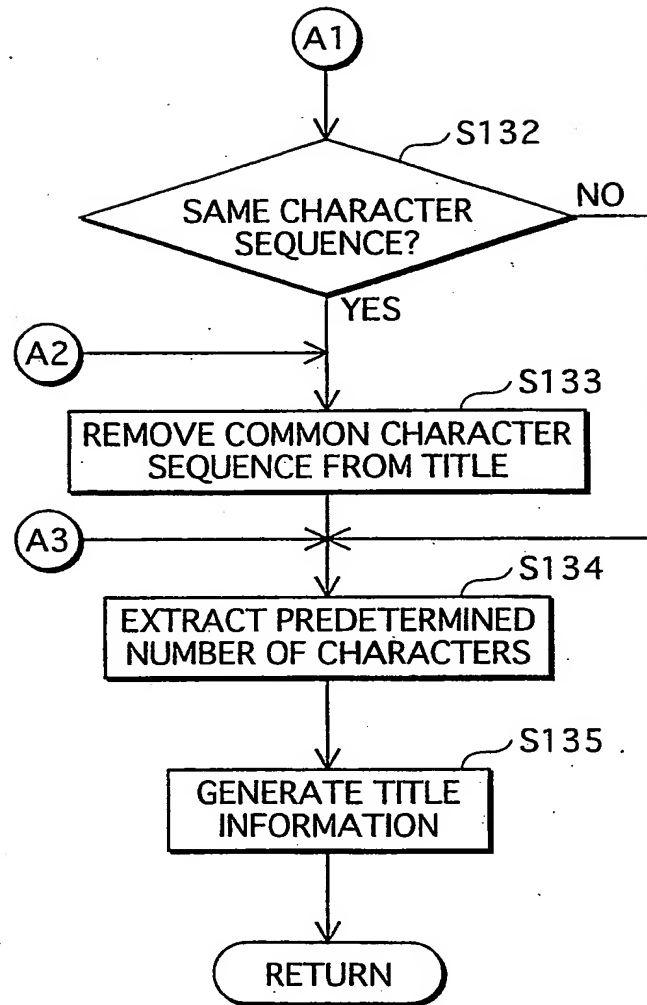 A1
S132
SAME CHARACTER
SEQUENCE?
NO
YES
A2
S133
REMOVE COMMON CHARACTER
SEQUENCE FROM TITLE
A3
S134
EXTRACT PREDETERMINED
NUMBER OF CHARACTERS
S135
GENERATE TITLE
INFORMATION
RETURN